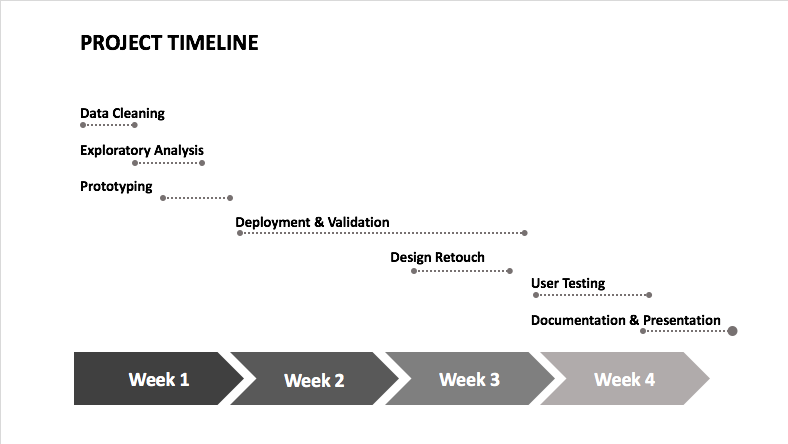 PROJECT TIMELINE
Data Cleaning
Exploratory Analysis
Prototyping
Deployment & Validation
Design Retouch
User Testing
Documentation & Presentation
Week 1
Week 2
Week 3
Week 4